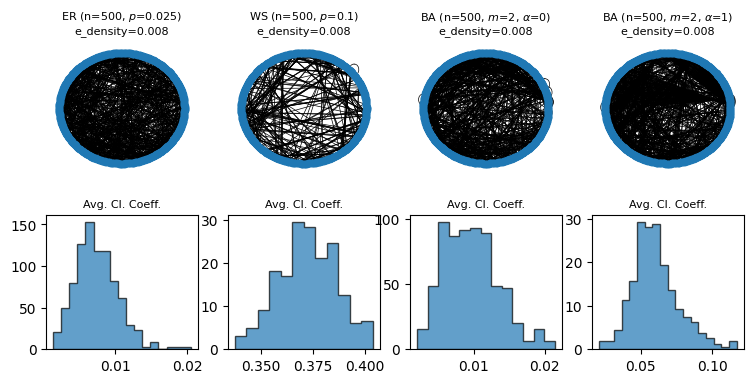 ER (n=500, p=0.025)
e_density=0.008
WS (n=500, p=0.1)
e_density=0.008
BA (n=500, m=2, α=0)
e_density=0.008
BA (n=500, m=2, α=1)
e_density=0.008
Avg. Cl. Coeff.
150
100
50
0
0.01
0.02
Avg. Cl. Coeff.
30
20
10
0
0.350
0.375
0.400
Avg. Cl. Coeff.
100
50
0
0.01
0.02
Avg. Cl. Coeff.
30
20
10
0
0.05
0.10